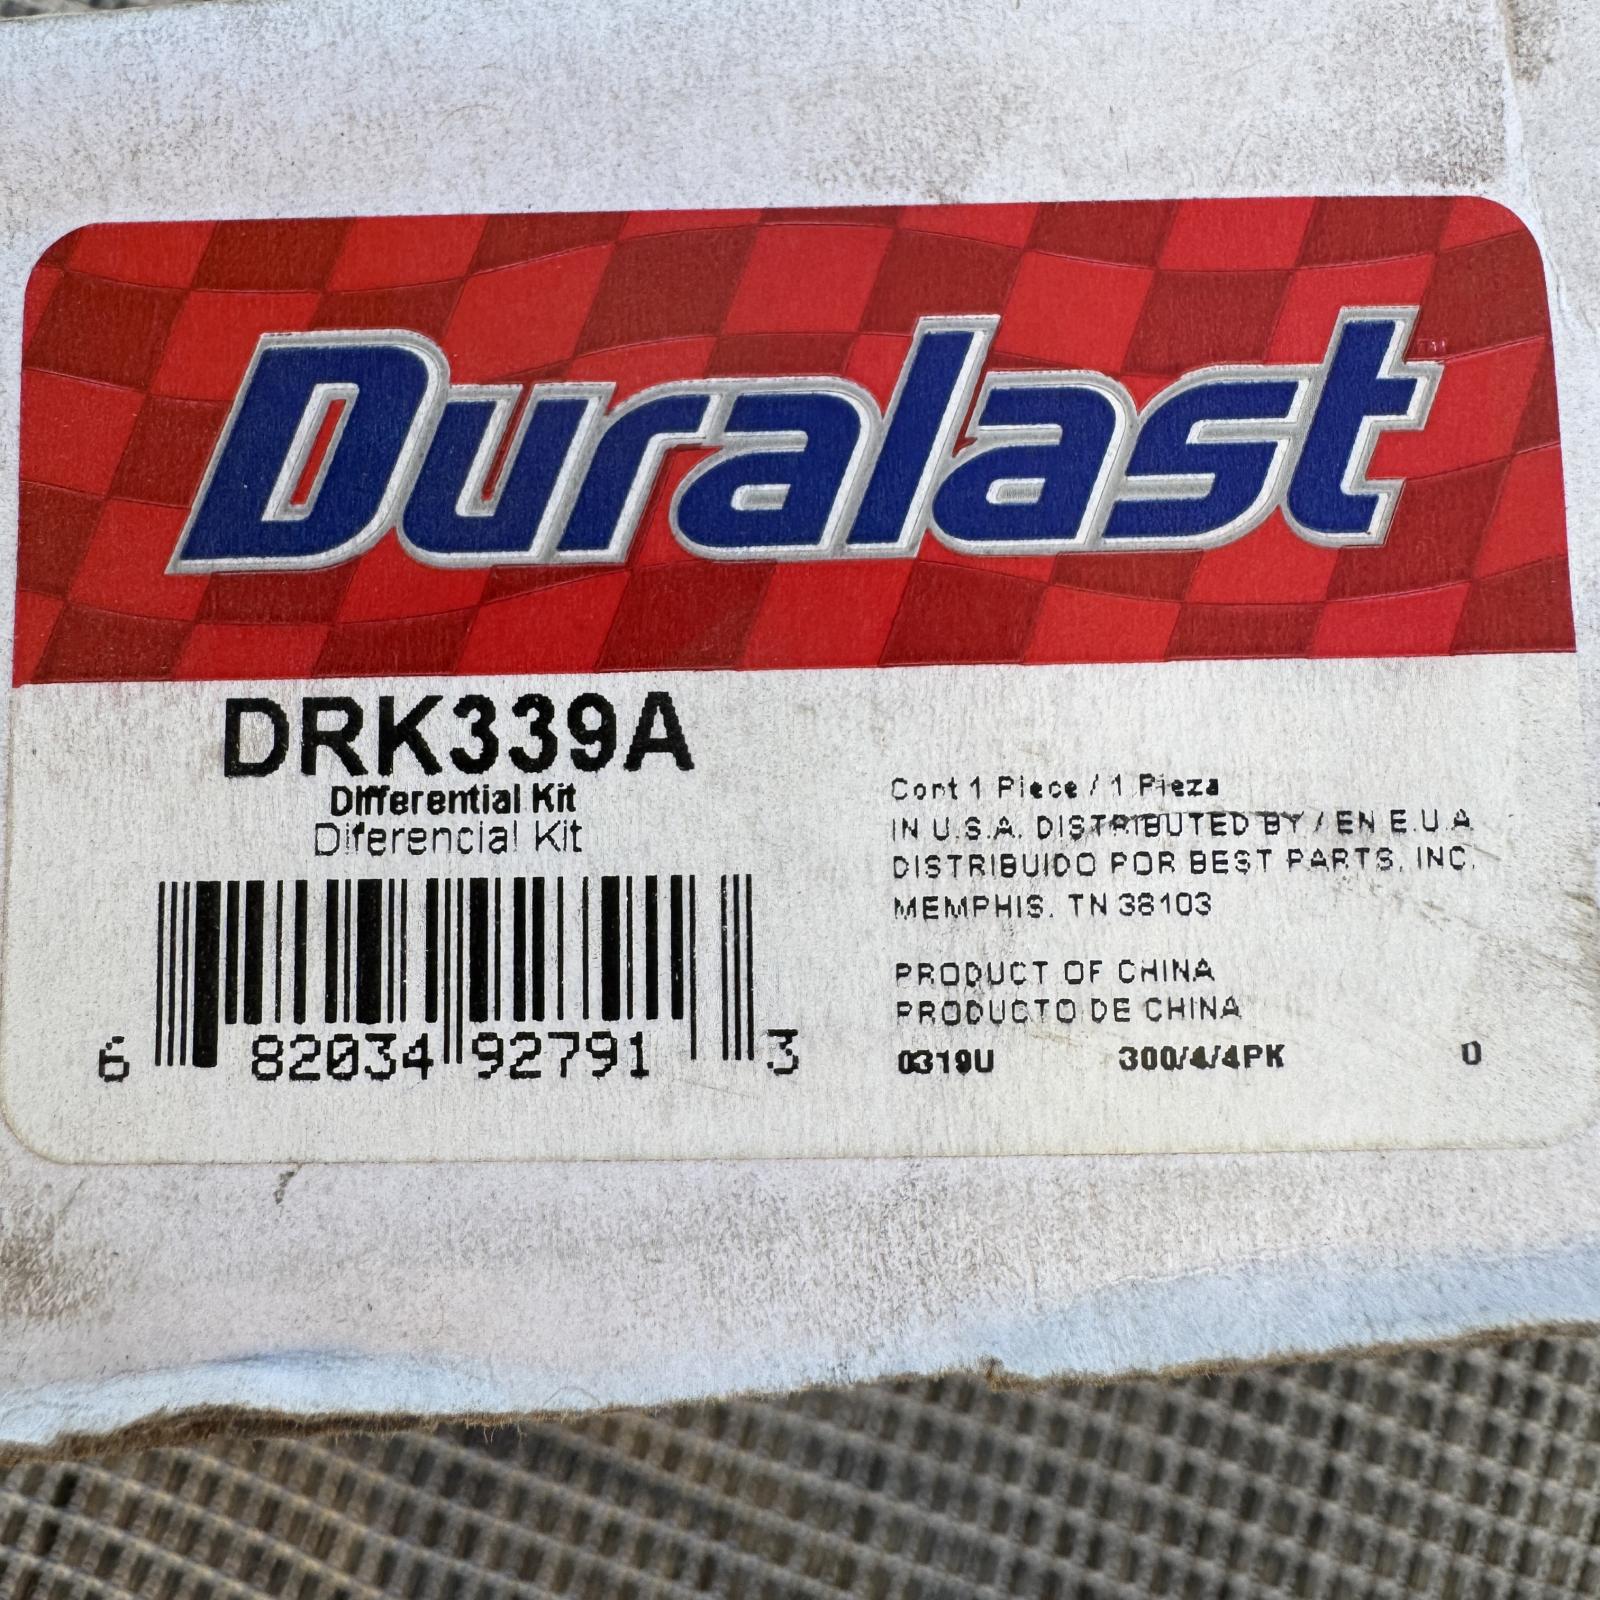 Duralast
DRK339A
Differential Kit
Diferencial Kit
6 82034 92791 3
Cont 1 Piece / 1 Pieza
IN U.S.A. DISTRIBUTED BY / EN E.U.A
DISTRIBUIDO POR BEST PARTS, INC.
MEMPHIS, TN 38103
PRODUCT OF CHINA
PRODUCTO DE CHINA
0319U 300/4/4PK 0